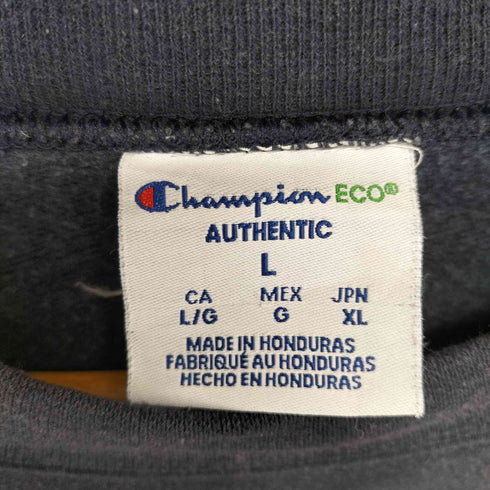 Champion ECO®
AUTHENTIC
L
CA MEX JPN
L/G G XL
MADE IN HONDURAS
FABRIQUÉ AU HONDURAS
HECHO EN HONDURAS